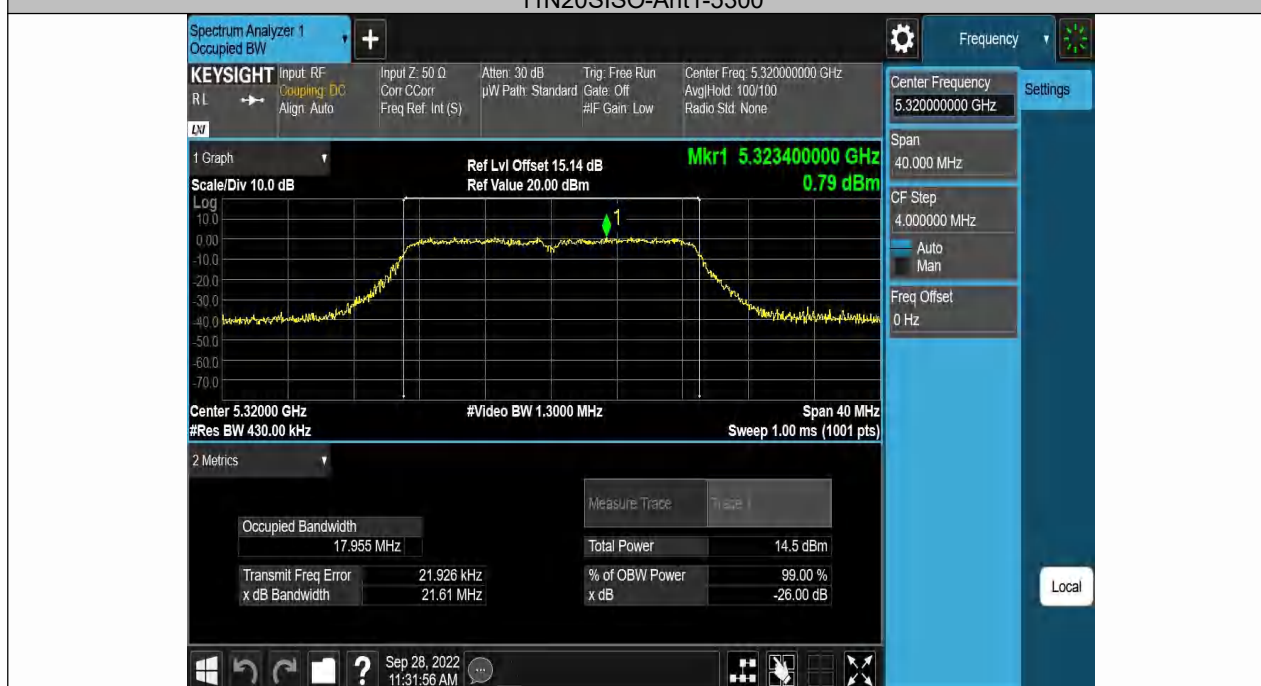 11N20SISO-Ant1-5300
Spectrum Analyzer 1
Occupied BW
+
Frequency
KEYSIGHT
RL
LXI
Input: RF
Coupling: DC
Align: Auto
Input Z: 50 Ω
Corr CCorr
Freq Ref: Int (S)
Atten: 30 dB
µW Path: Standard
Trig: Free Run
Gate: Off
#IF Gain: Low
Center Freq: 5.320000000 GHz
Avg|Hold: 100/100
Radio Std: None
Center Frequency
5.320000000 GHz
Settings
Span
40.000 MHz
CF Step
4.000000 MHz
Auto
Man
Freq Offset
0 Hz
Local
1 Graph
Scale/Div 10.0 dB
Ref Lvl Offset 15.14 dB
Ref Value 20.00 dBm
Mkr1 5.323400000 GHz
0.79 dBm
Log
10.0
0.00
-10.0
-20.0
-30.0
-40.0
-50.0
-60.0
-70.0
1
Center 5.32000 GHz
#Video BW 1.3000 MHz
Span 40 MHz
#Res BW 430.00 kHz
Sweep 1.00 ms (1001 pts)
2 Metrics
Measure Trace
Trace 1
Occupied Bandwidth
17.955 MHz
Total Power
14.5 dBm
Transmit Freq Error
21.926 kHz
% of OBW Power
99.00 %
x dB Bandwidth
21.61 MHz
x dB
-26.00 dB
?
Sep 28, 2022
11:31:56 AM